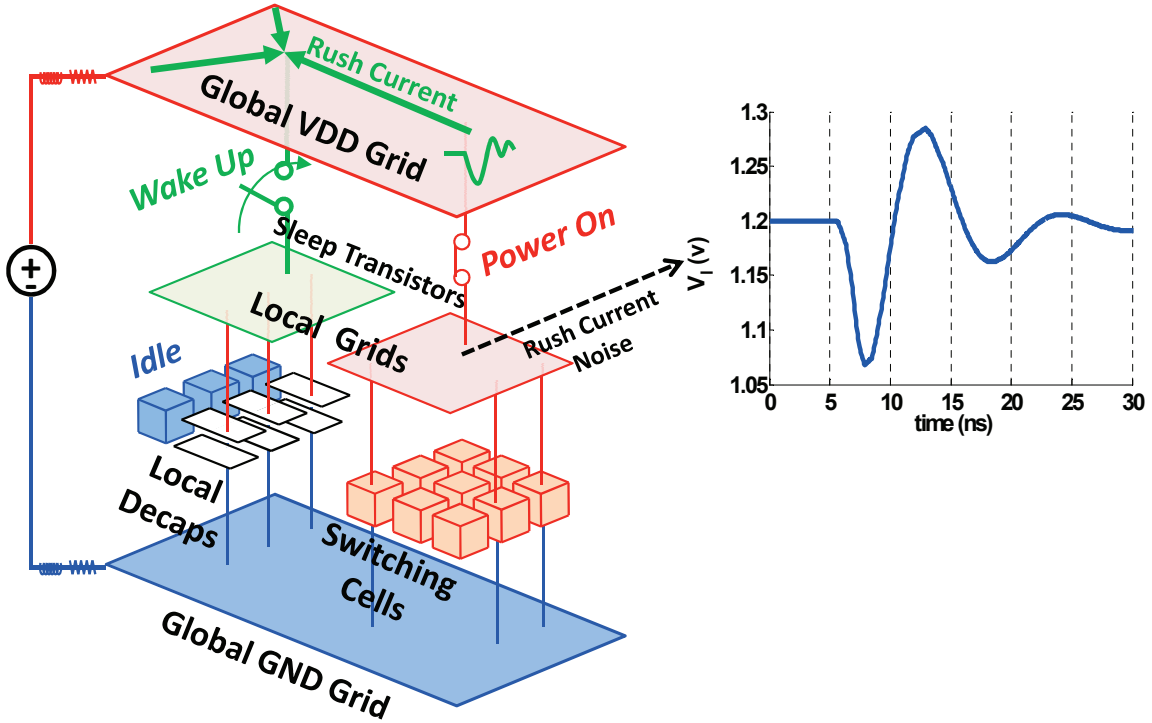 Rush Current
Global VDD Grid
Wake Up
Sleep Transistors
Power On
Local Grids
Rush Current
Noise
Idle
Local
Decaps
Switching
Cells
Global GND Grid
+
-
1.3
1.25
1.2
1.15
1.1
1.05
0 5 10 15 20 25 30
V_I (v)
time (ns)